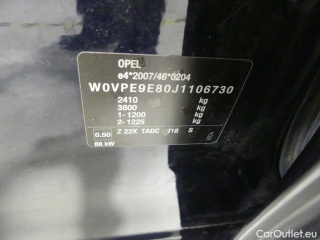 OPEL
e4*2007/46*0204
W0VPE9E80J1106730
2410 kg
3800 kg
1-1200 kg
2-1225 kg
0.50 Z 22X TADC J18 S
88 kW
© CarOutlet.eu